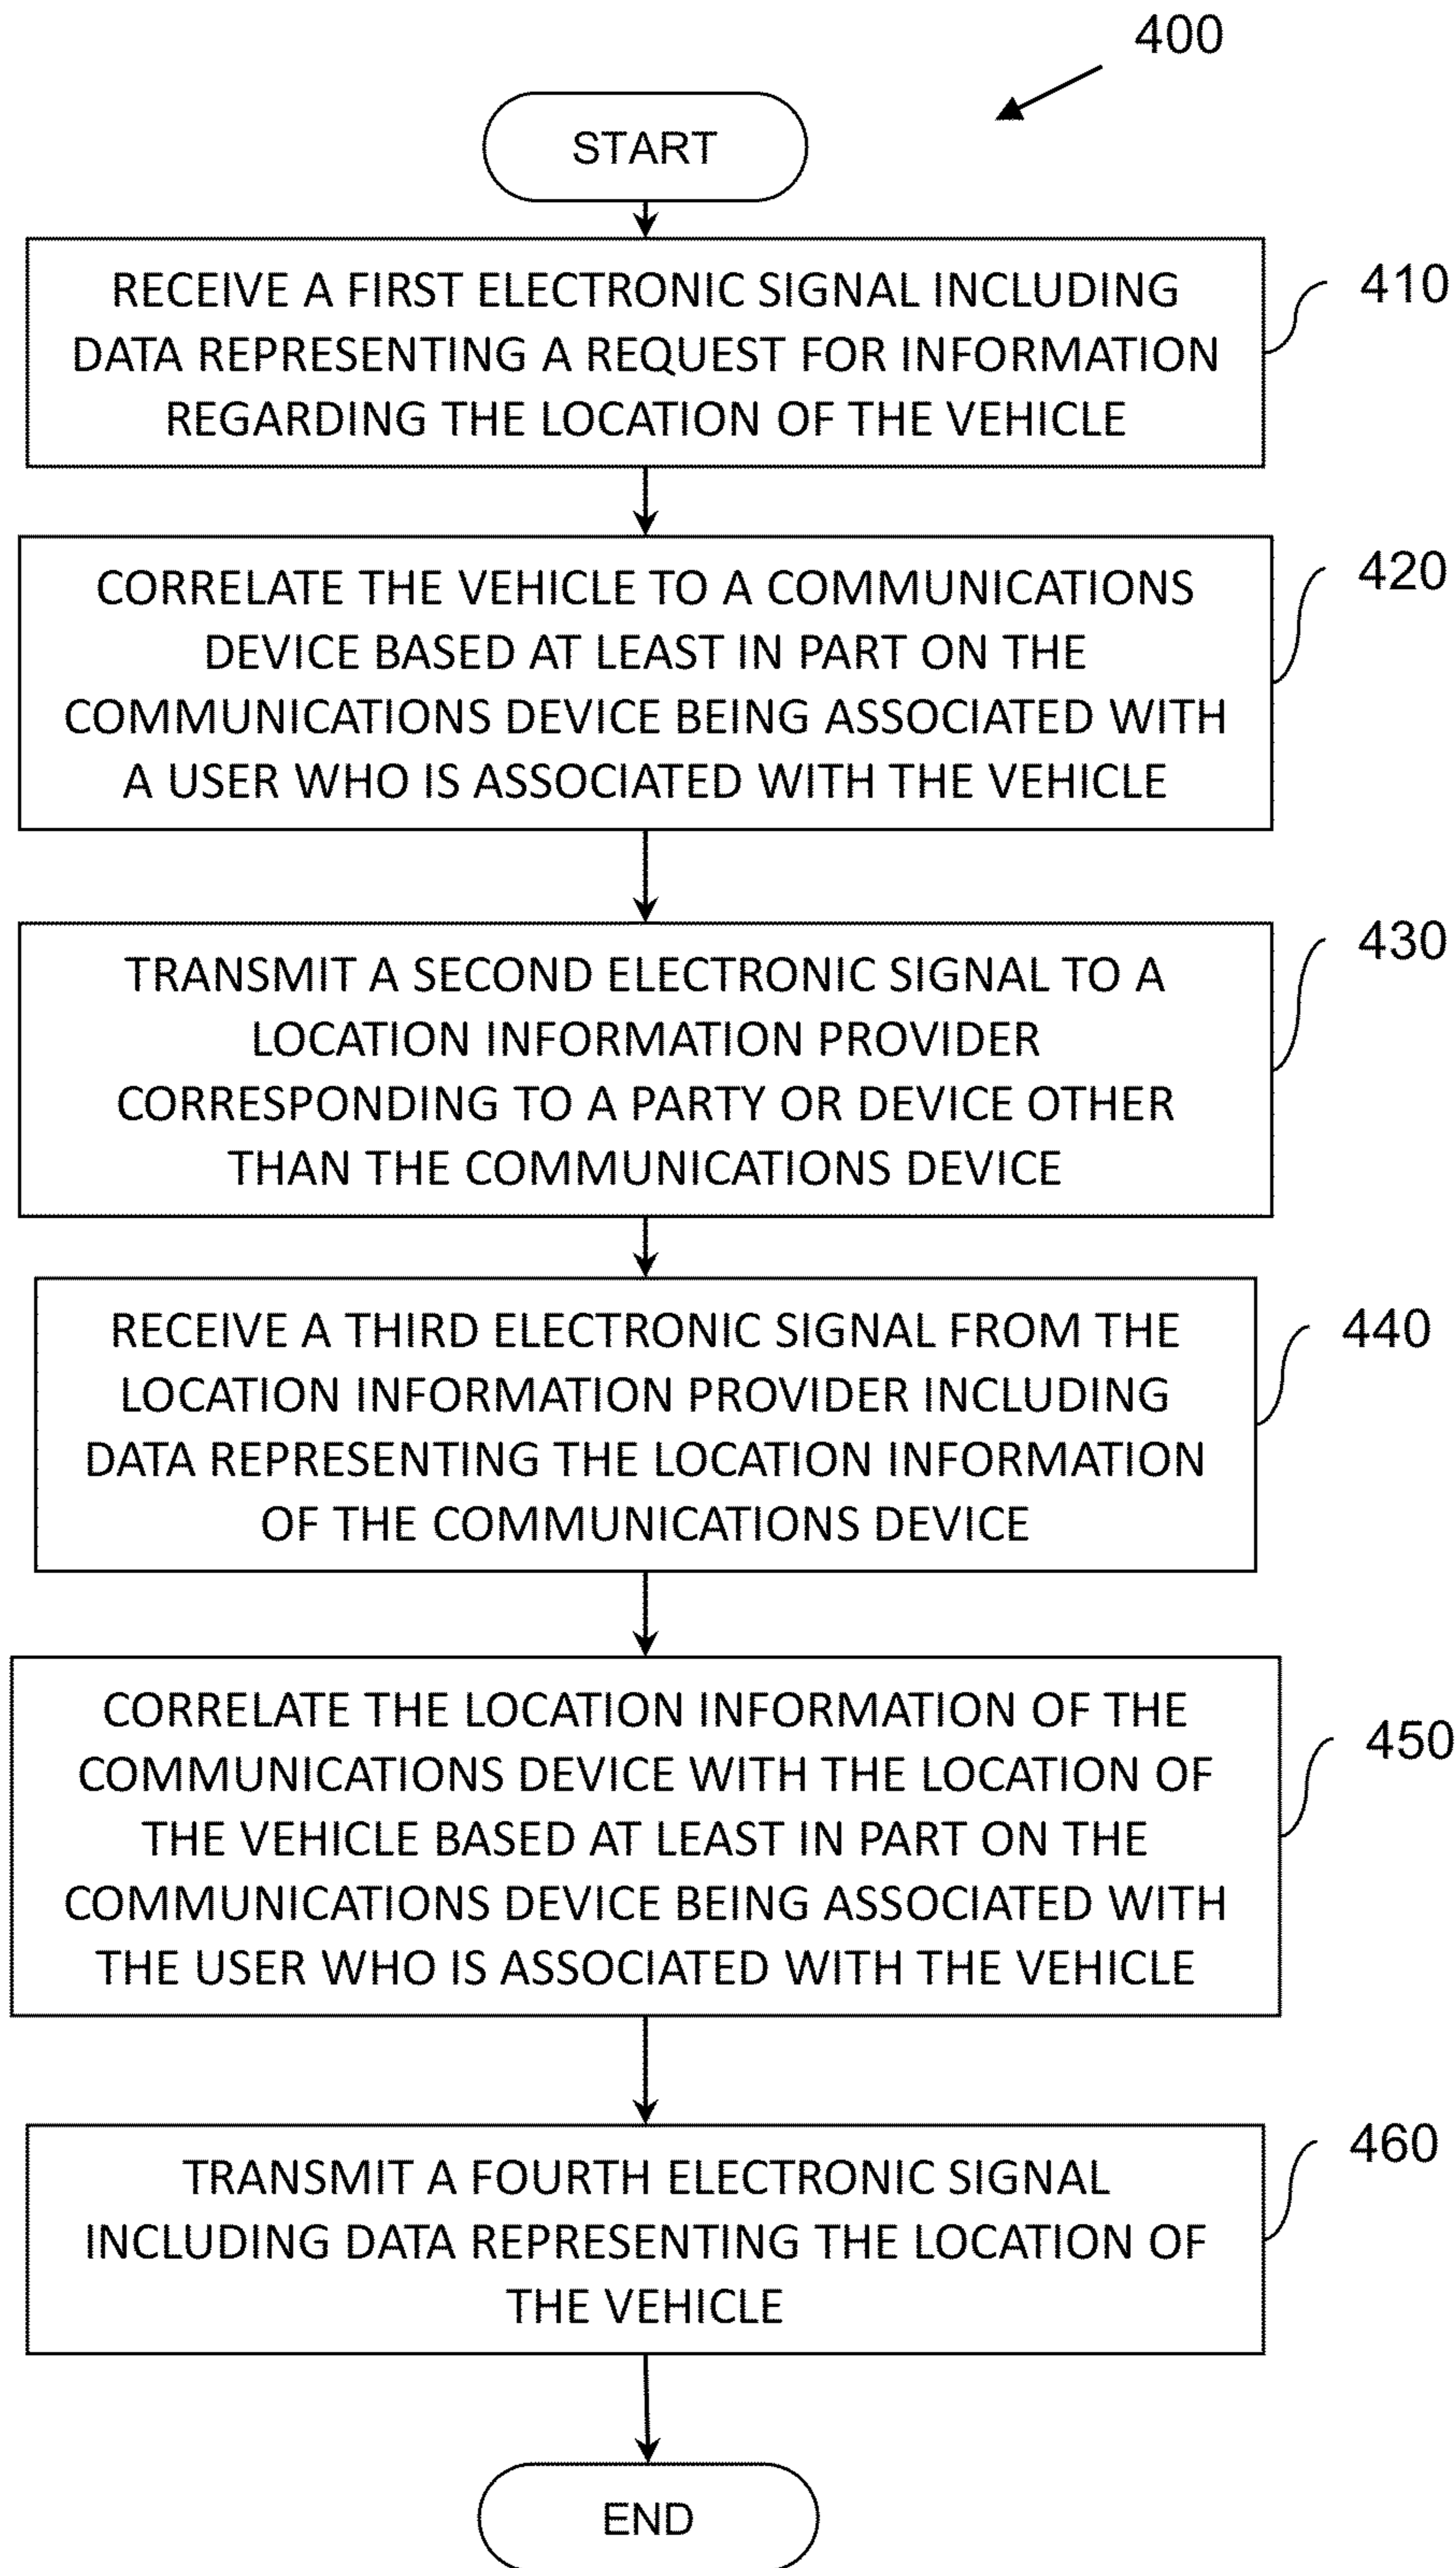 400
START
RECEIVE A FIRST ELECTRONIC SIGNAL INCLUDING
DATA REPRESENTING A REQUEST FOR INFORMATION
REGARDING THE LOCATION OF THE VEHICLE
410
CORRELATE THE VEHICLE TO A COMMUNICATIONS
DEVICE BASED AT LEAST IN PART ON THE
COMMUNICATIONS DEVICE BEING ASSOCIATED WITH
A USER WHO IS ASSOCIATED WITH THE VEHICLE
420
TRANSMIT A SECOND ELECTRONIC SIGNAL TO A
LOCATION INFORMATION PROVIDER
CORRESPONDING TO A PARTY OR DEVICE OTHER
THAN THE COMMUNICATIONS DEVICE
430
RECEIVE A THIRD ELECTRONIC SIGNAL FROM THE
LOCATION INFORMATION PROVIDER INCLUDING
DATA REPRESENTING THE LOCATION INFORMATION
OF THE COMMUNICATIONS DEVICE
440
CORRELATE THE LOCATION INFORMATION OF THE
COMMUNICATIONS DEVICE WITH THE LOCATION OF
THE VEHICLE BASED AT LEAST IN PART ON THE
COMMUNICATIONS DEVICE BEING ASSOCIATED WITH
THE USER WHO IS ASSOCIATED WITH THE VEHICLE
450
TRANSMIT A FOURTH ELECTRONIC SIGNAL
INCLUDING DATA REPRESENTING THE LOCATION OF
THE VEHICLE
460
END